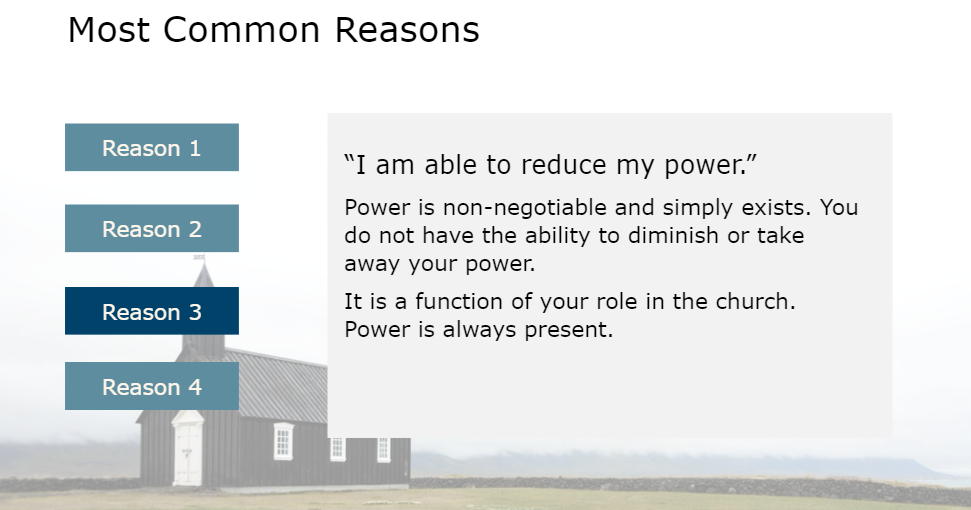 Most Common Reasons
Reason 1
Reason 2
Reason 3
Reason 4
“I am able to reduce my power.”
Power is non-negotiable and simply exists. You
do not have the ability to diminish or take
away your power.
It is a function of your role in the church.
Power is always present.